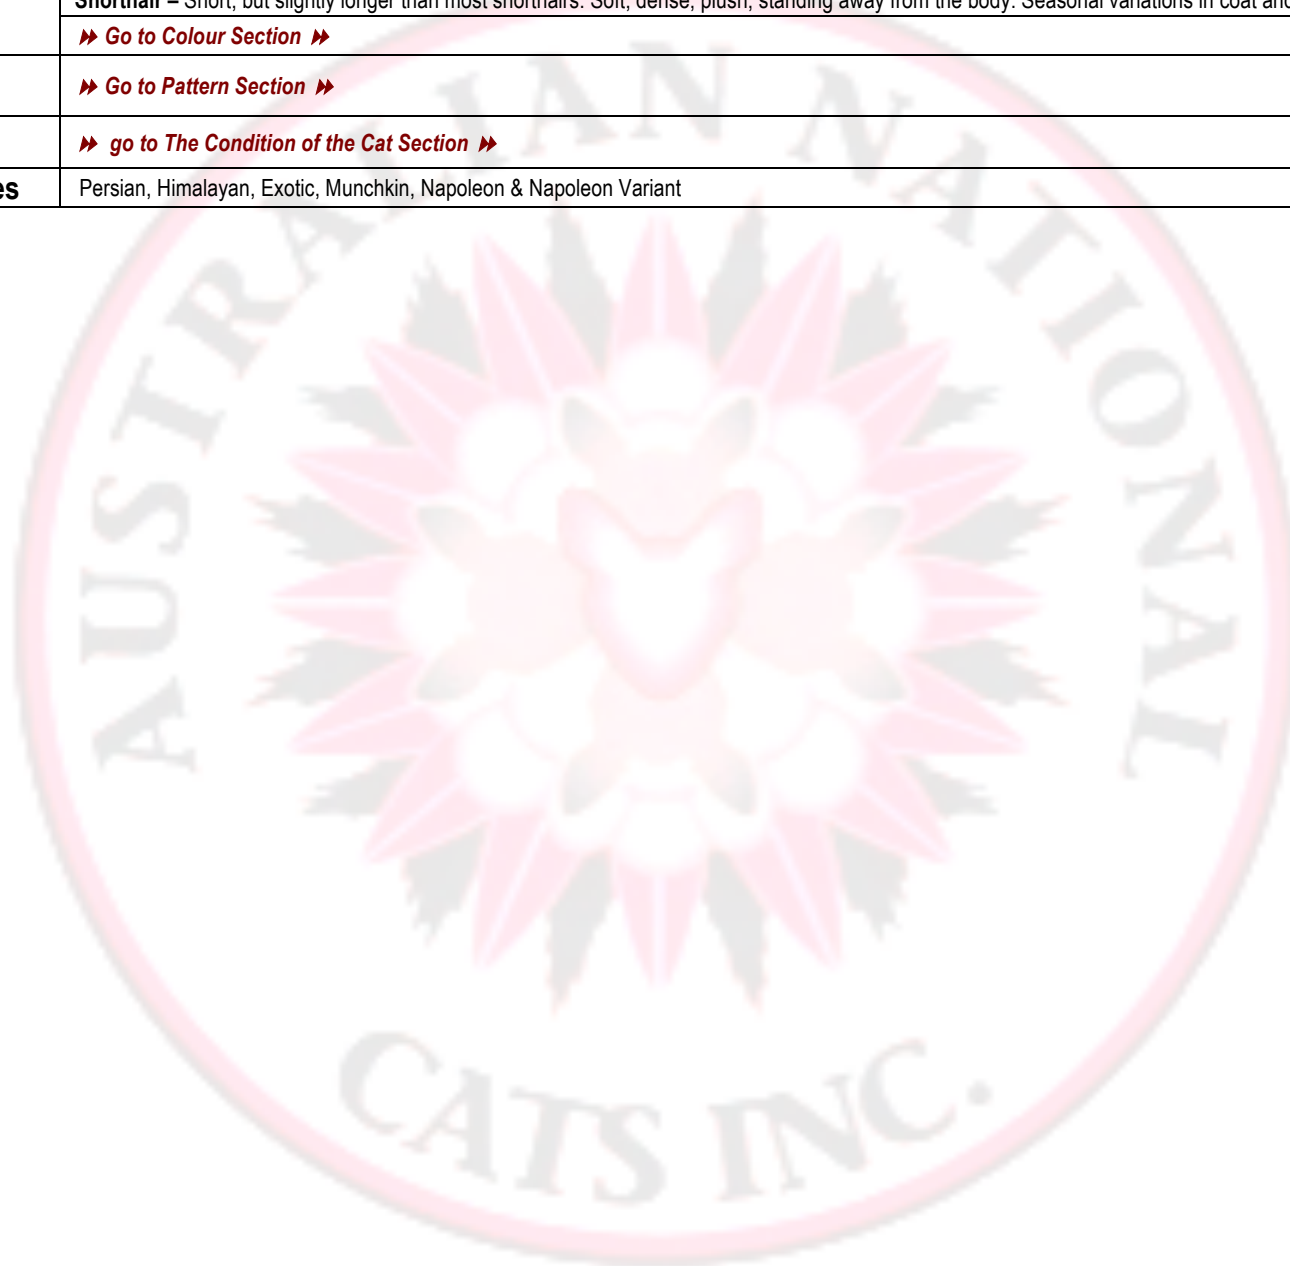 Shorthair – Short, but slightly longer than most shorthairs. Soft, dense, plush, standing away from the body. Seasonal variations in coat and
⯮ Go to Colour Section ⯮
⯮ Go to Pattern Section ⯮
⯮ go to The Condition of the Cat Section ⯮
es Persian, Himalayan, Exotic, Munchkin, Napoleon & Napoleon Variant
AUSTRALIAN NATIONAL
CATS INC.